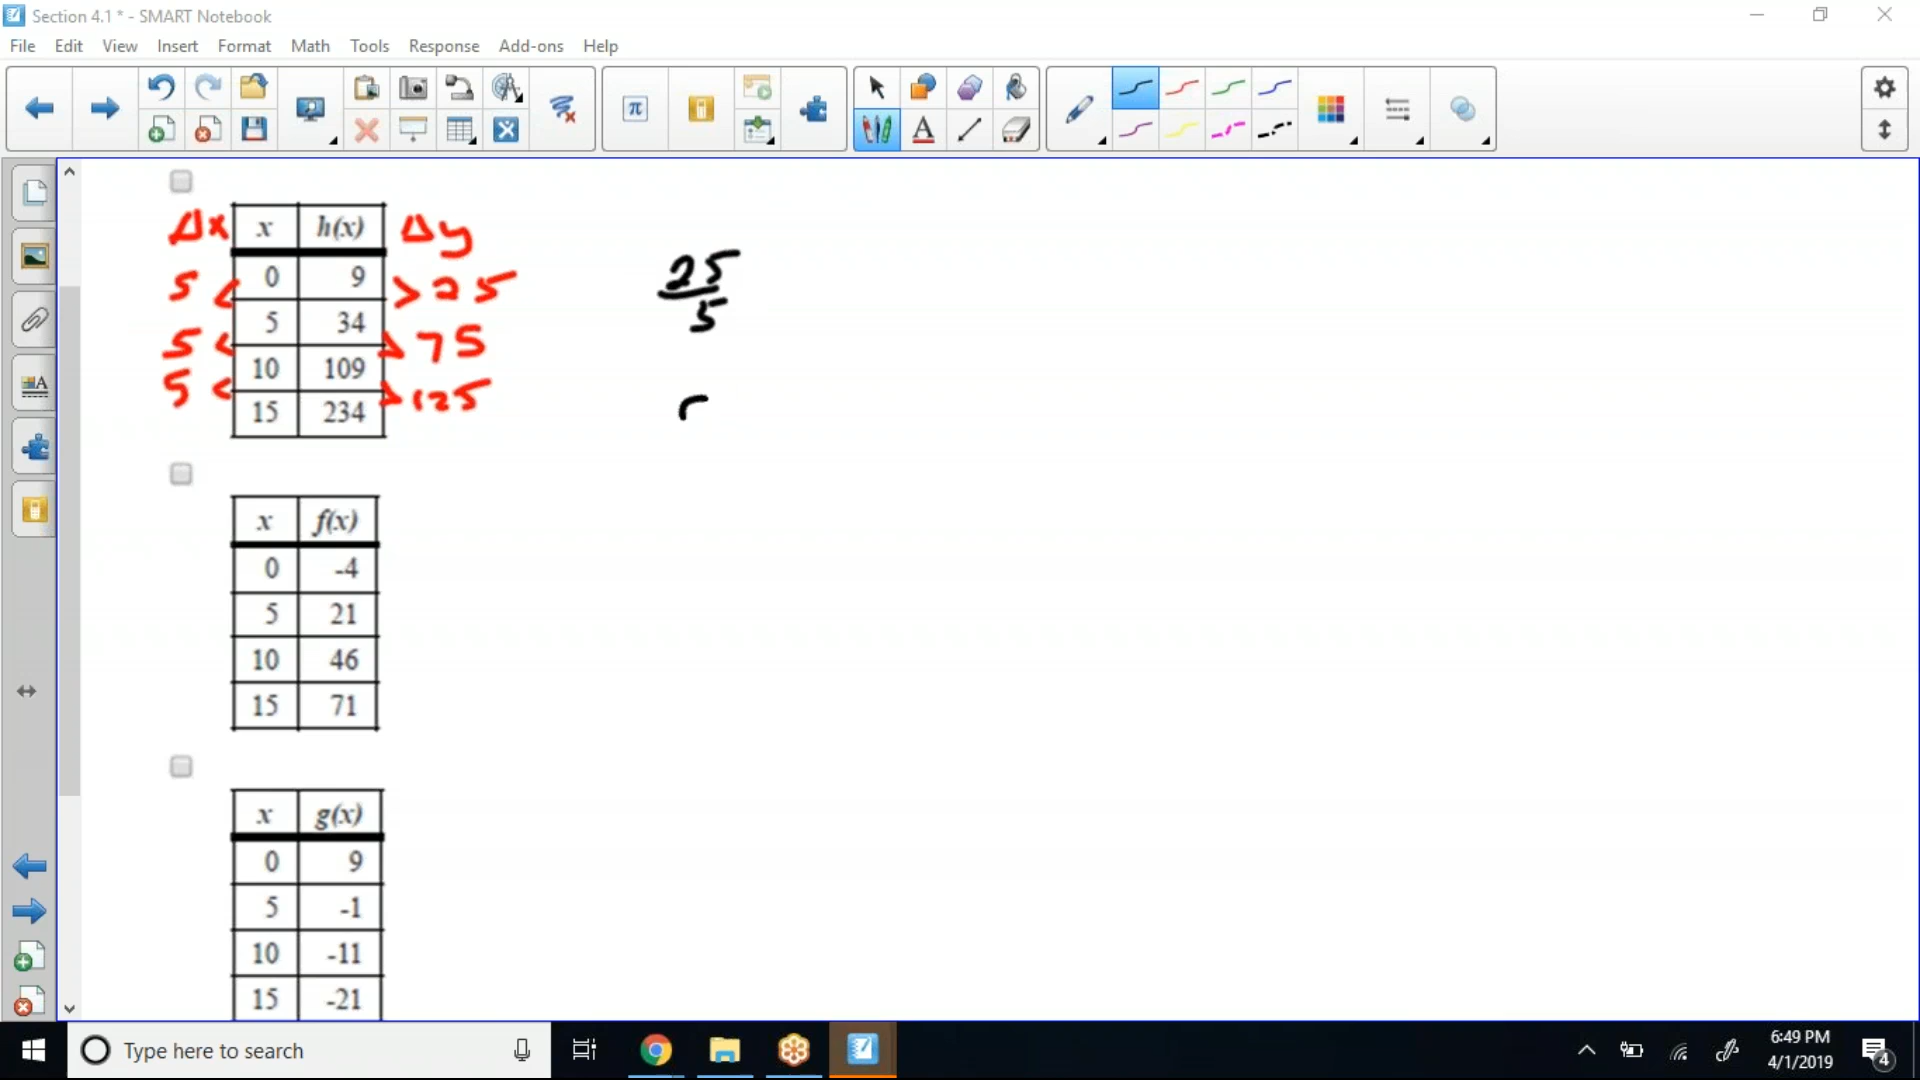 Section 4.1 * - SMART Notebook
File Edit View Insert Format Math Tools Response Add-ons Help
Δx x h(x) Δy
5 < 0 9 > 25
5 < 5 34 > 75
5 < 10 109 > 125
15 234
25
5
x f(x)
0 -4
5 21
10 46
15 71
x g(x)
0 9
5 -1
10 -11
15 -21
Type here to search
6:49 PM
4/1/2019
4